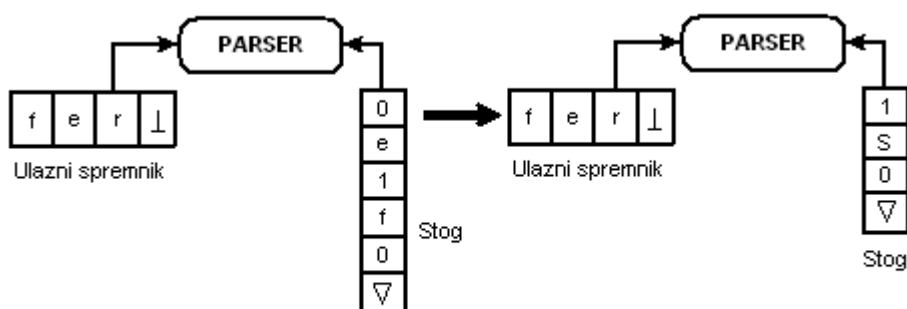 PARSER
f e r ⊥
Ulazni spremnik
0
e
1
f
0
▽
Stog
PARSER
f e r ⊥
Ulazni spremnik
1
S
0
▽
Stog